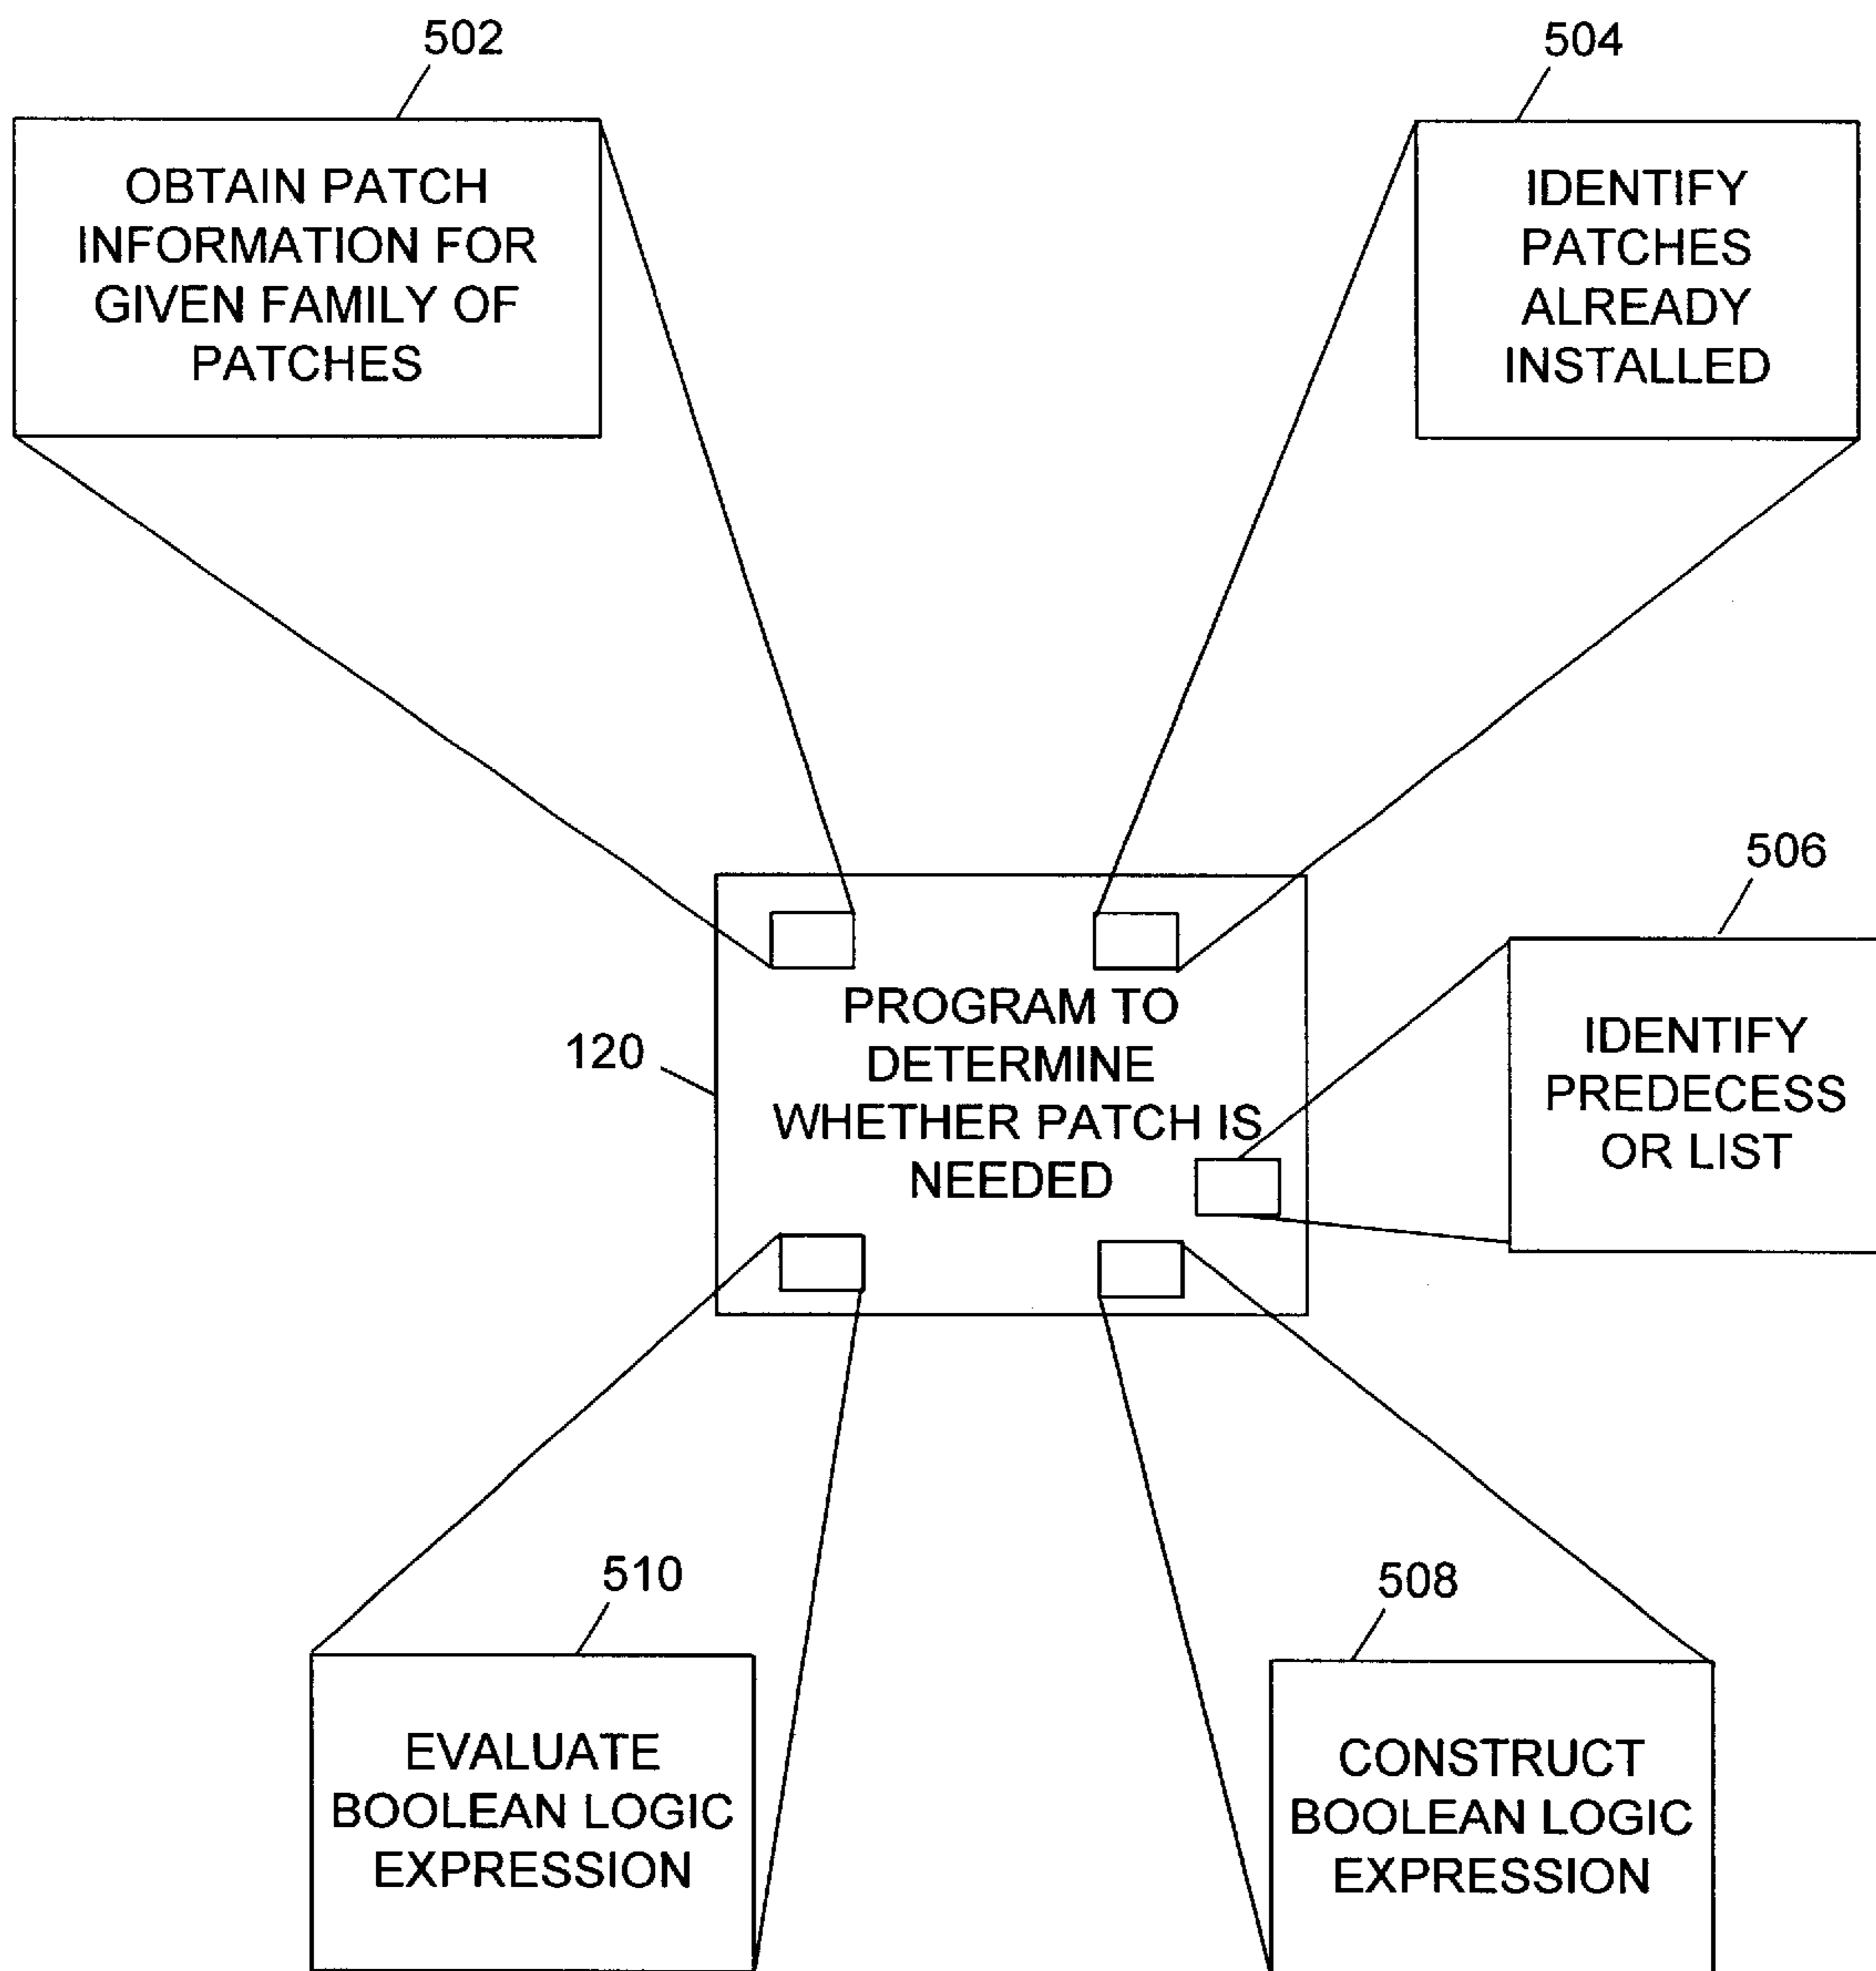 502
OBTAIN PATCH
INFORMATION FOR
GIVEN FAMILY OF
PATCHES
504
IDENTIFY
PATCHES
ALREADY
INSTALLED
120
PROGRAM TO
DETERMINE
WHETHER PATCH IS
NEEDED
506
IDENTIFY
PREDECESS
OR LIST
510
EVALUATE
BOOLEAN LOGIC
EXPRESSION
508
CONSTRUCT
BOOLEAN LOGIC
EXPRESSION